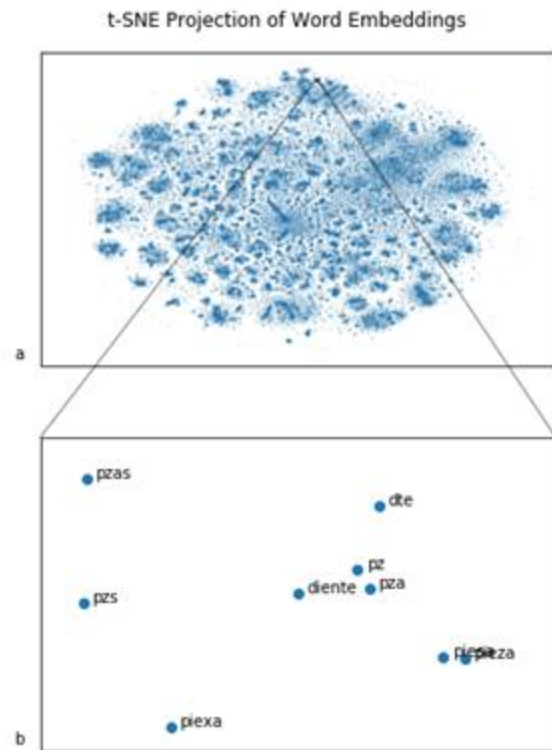 t-SNE Projection of Word Embeddings
a
pzas
dte
pz
pza
diente
pzs
pieza
piexa
b